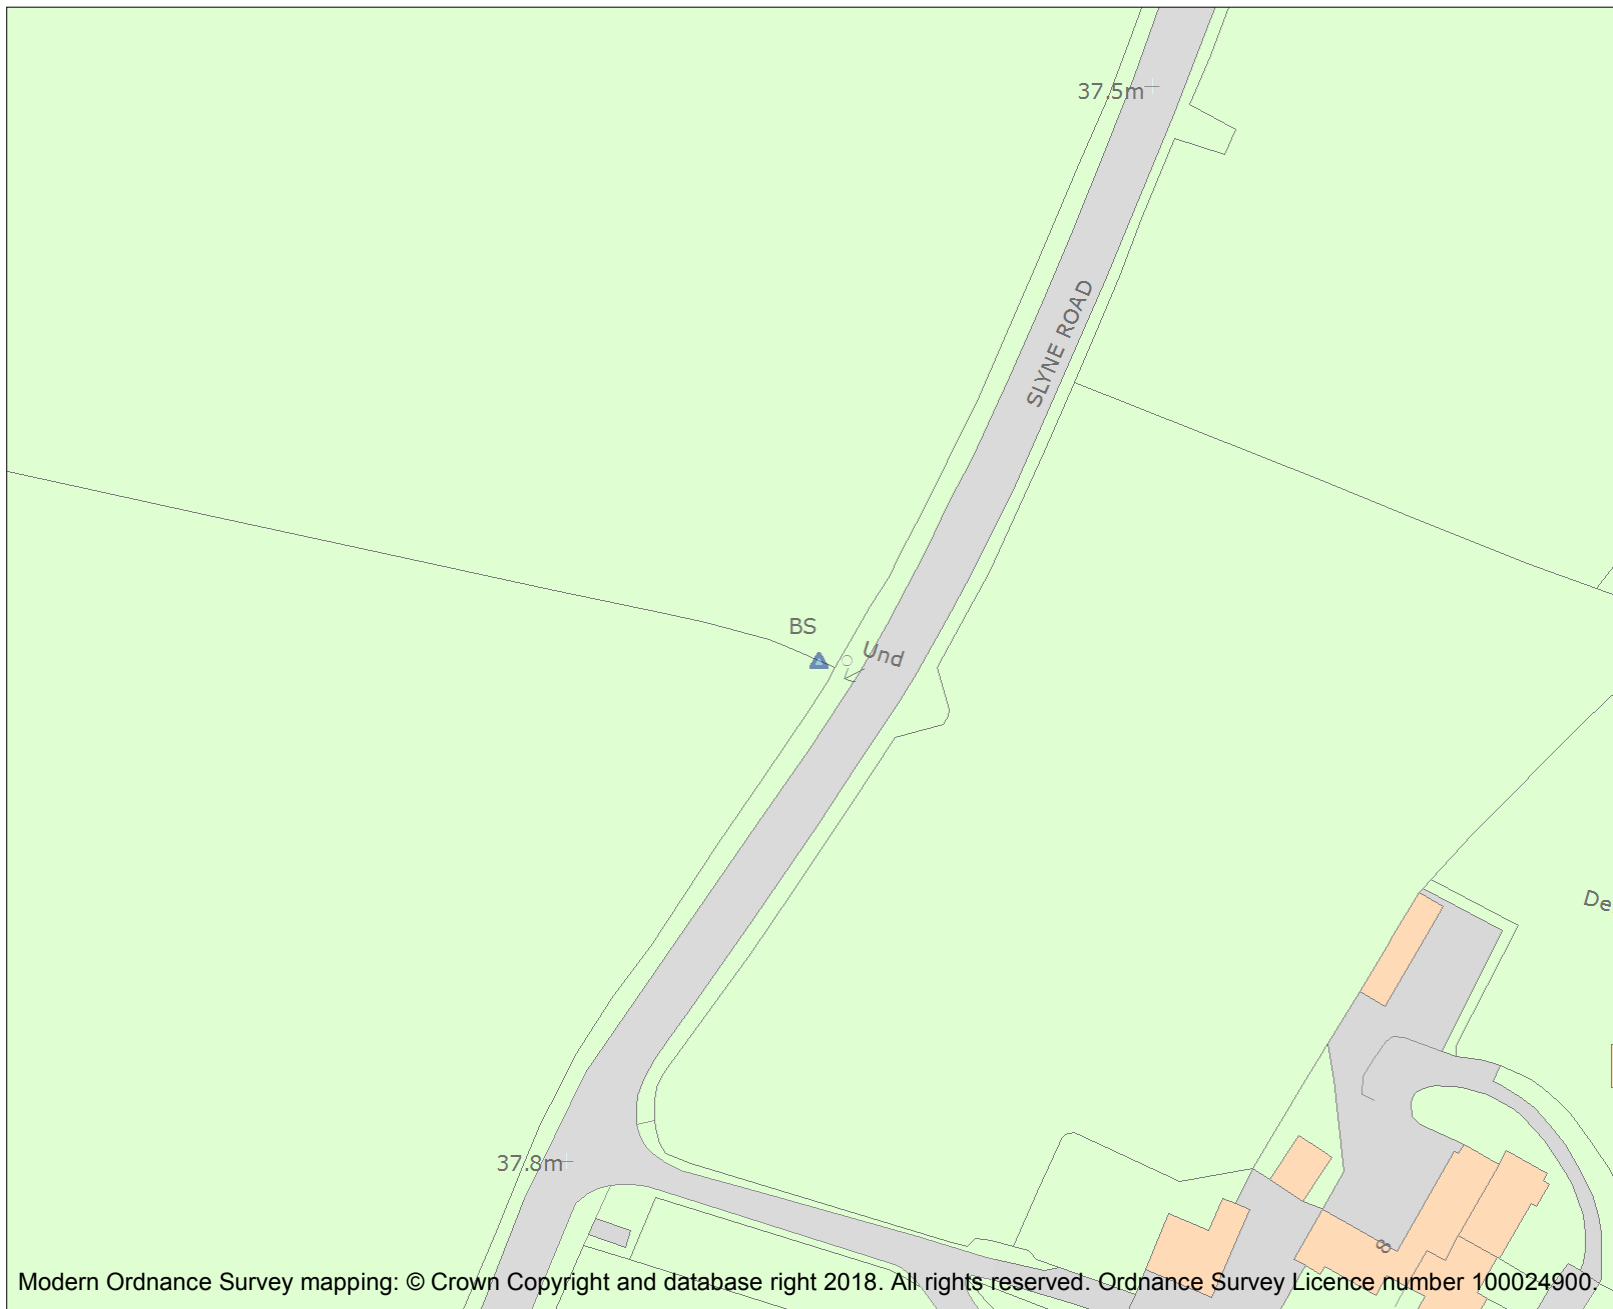 37.5m
SLYNE ROAD
BS
Und
De
37.8m
8
Modern Ordnance Survey mapping: © Crown Copyright and database right 2018. All rights reserved. Ordnance Survey Licence number 100024900.